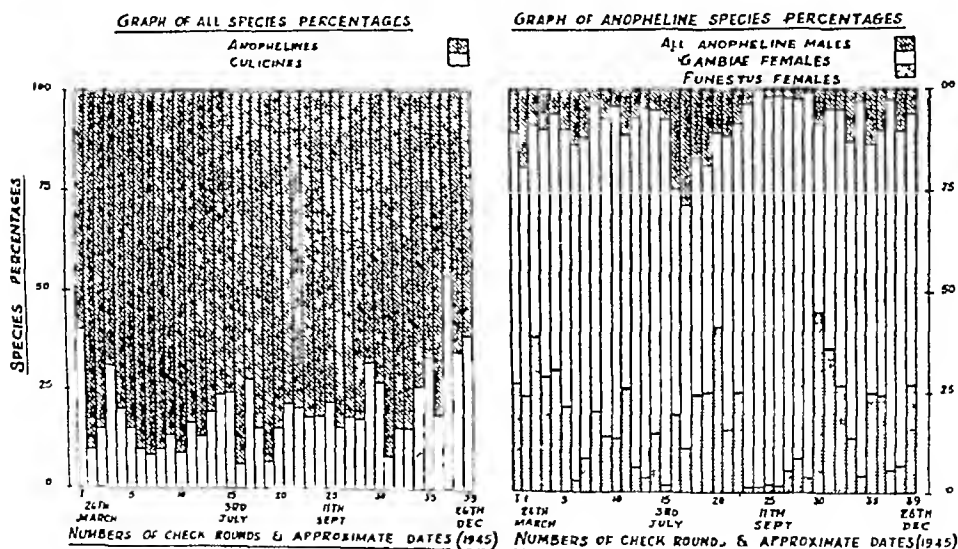 GRAPH OF ALL SPECIES PERCENTAGES
ANOPHELINES
CULICINES
100
75
50
25
0
SPECIES PERCENTAGES
1 5 10 15 20 25 30 35 39
26TH MARCH
3RD JULY
11TH SEPT
26TH DEC
NUMBERS OF CHECK ROUNDS & APPROXIMATE DATES (1945)
GRAPH OF ANOPHELINE SPECIES PERCENTAGES
ALL ANOPHELINE MALES
GAMBIAE FEMALES
FUNESTUS FEMALES
75
50
25
0
1 5 10 15 20 25 30 35 39
26TH MARCH
3RD JULY
11TH SEPT
26TH DEC
NUMBERS OF CHECK ROUNDS & APPROXIMATE DATES (1945)